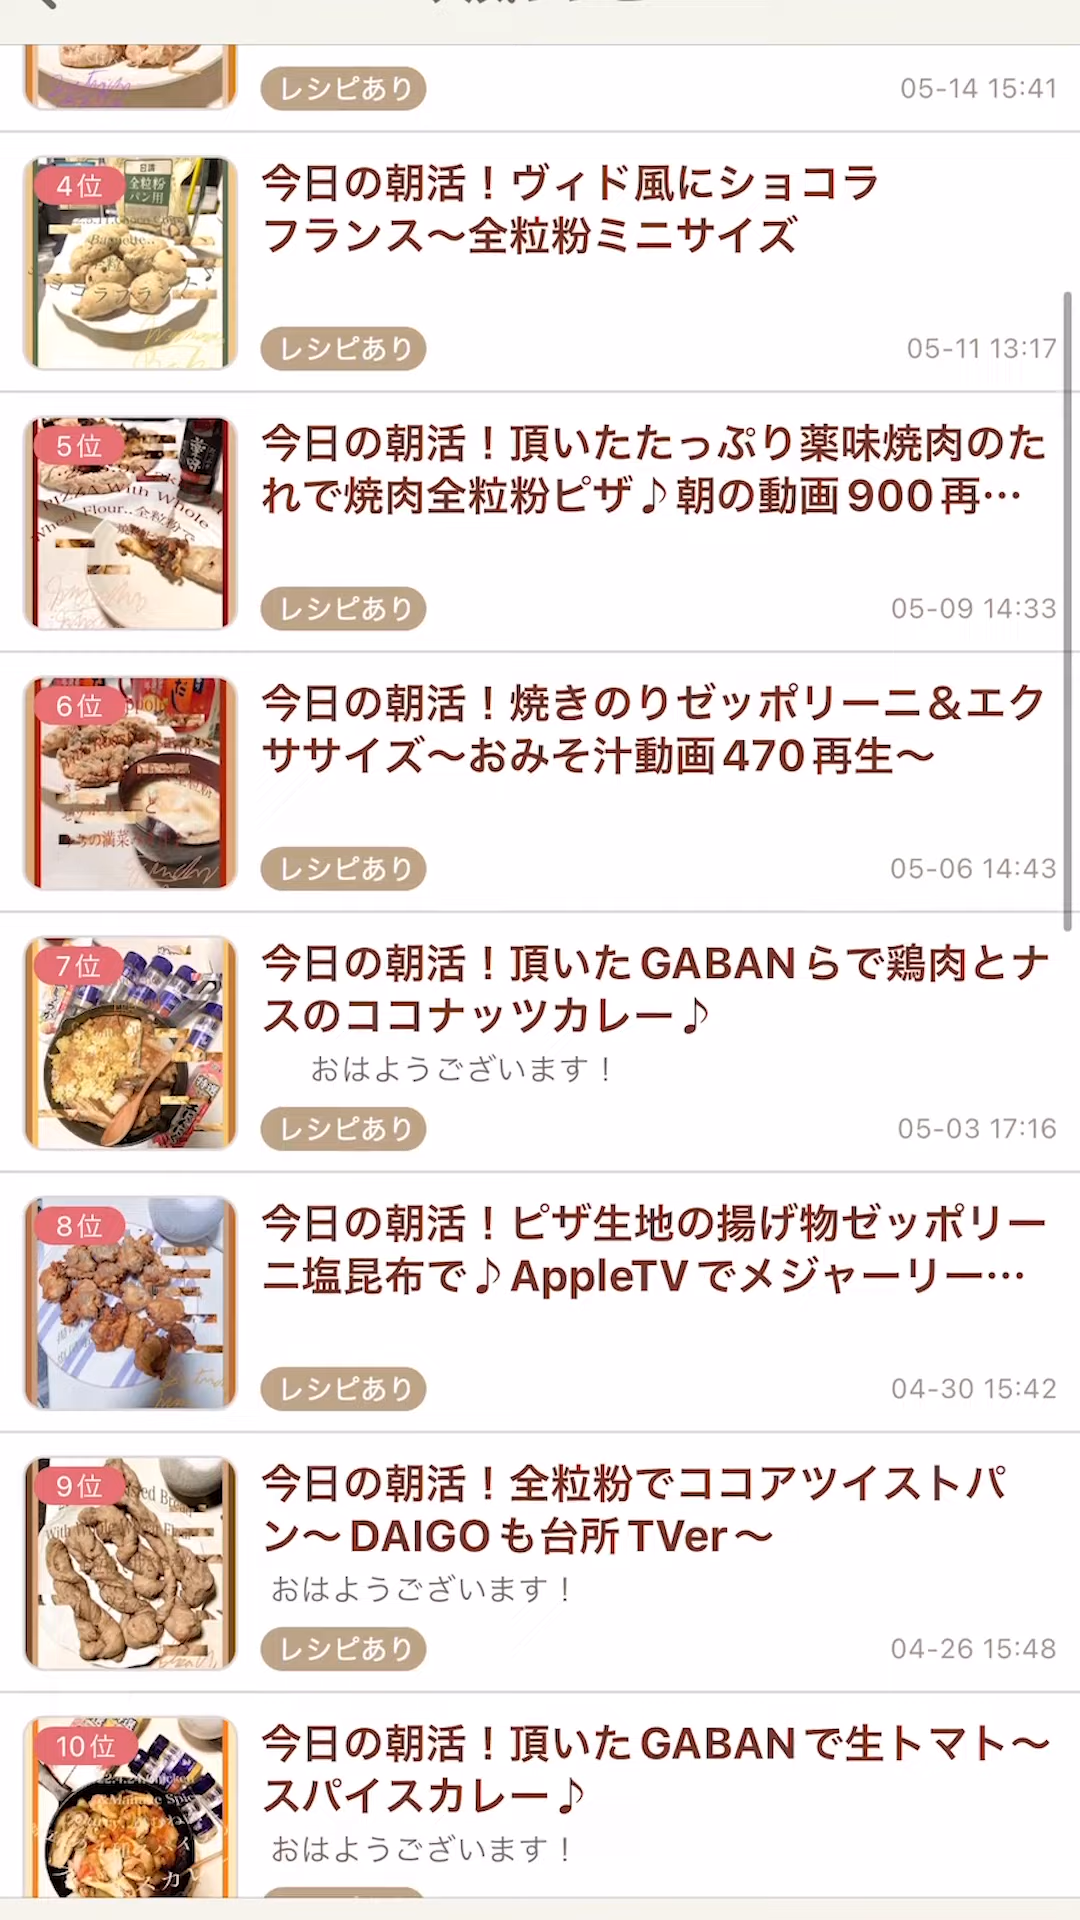 レシピあり
05-14 15:41
4位
日清
全粒粉
パン用
今日の朝活！ヴィド風にショコラ
フランス〜全粒粉ミニサイズ
レシピあり
05-11 13:17
5位
今日の朝活！頂いたたっぷり薬味焼肉のた
れで焼肉全粒粉ピザ♪朝の動画900再…
レシピあり
05-09 14:33
6位
今日の朝活！焼きのりゼッポリーニ＆エク
ササイズ〜おみそ汁動画470再生〜
レシピあり
05-06 14:43
7位
今日の朝活！頂いたGABANらで鶏肉とナ
スのココナッツカレー♪
おはようございます！
レシピあり
05-03 17:16
8位
今日の朝活！ピザ生地の揚げ物ゼッポリー
ニ塩昆布で♪AppleTVでメジャーリー…
レシピあり
04-30 15:42
9位
今日の朝活！全粒粉でココアツイストパ
ン〜DAIGOも台所TVer〜
おはようございます！
レシピあり
04-26 15:48
10位
今日の朝活！頂いたGABANで生トマト〜
スパイスカレー♪
おはようございます！